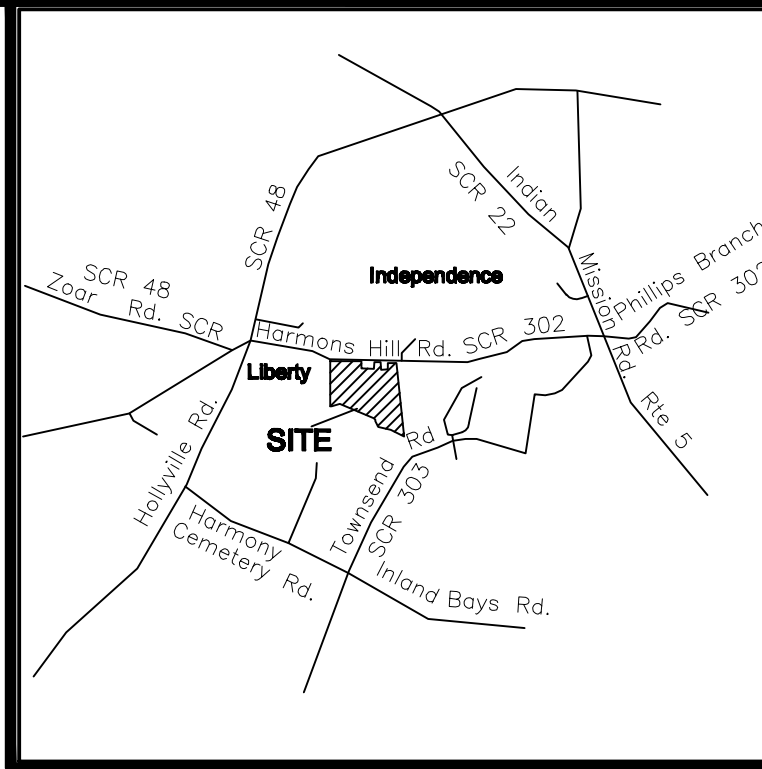 SCR 48
Indian
SCR 22
Independence
Mission Rd. Rte 5
Phillips Branch
Rd. SCR 302
SCR 48
Zoar Rd. SCR
Harmons Hill Rd. SCR 302
Liberty
SITE
Hollyville Rd.
Townsend Rd
SCR 303
Harmony
Cemetery Rd.
Inland Bays Rd.